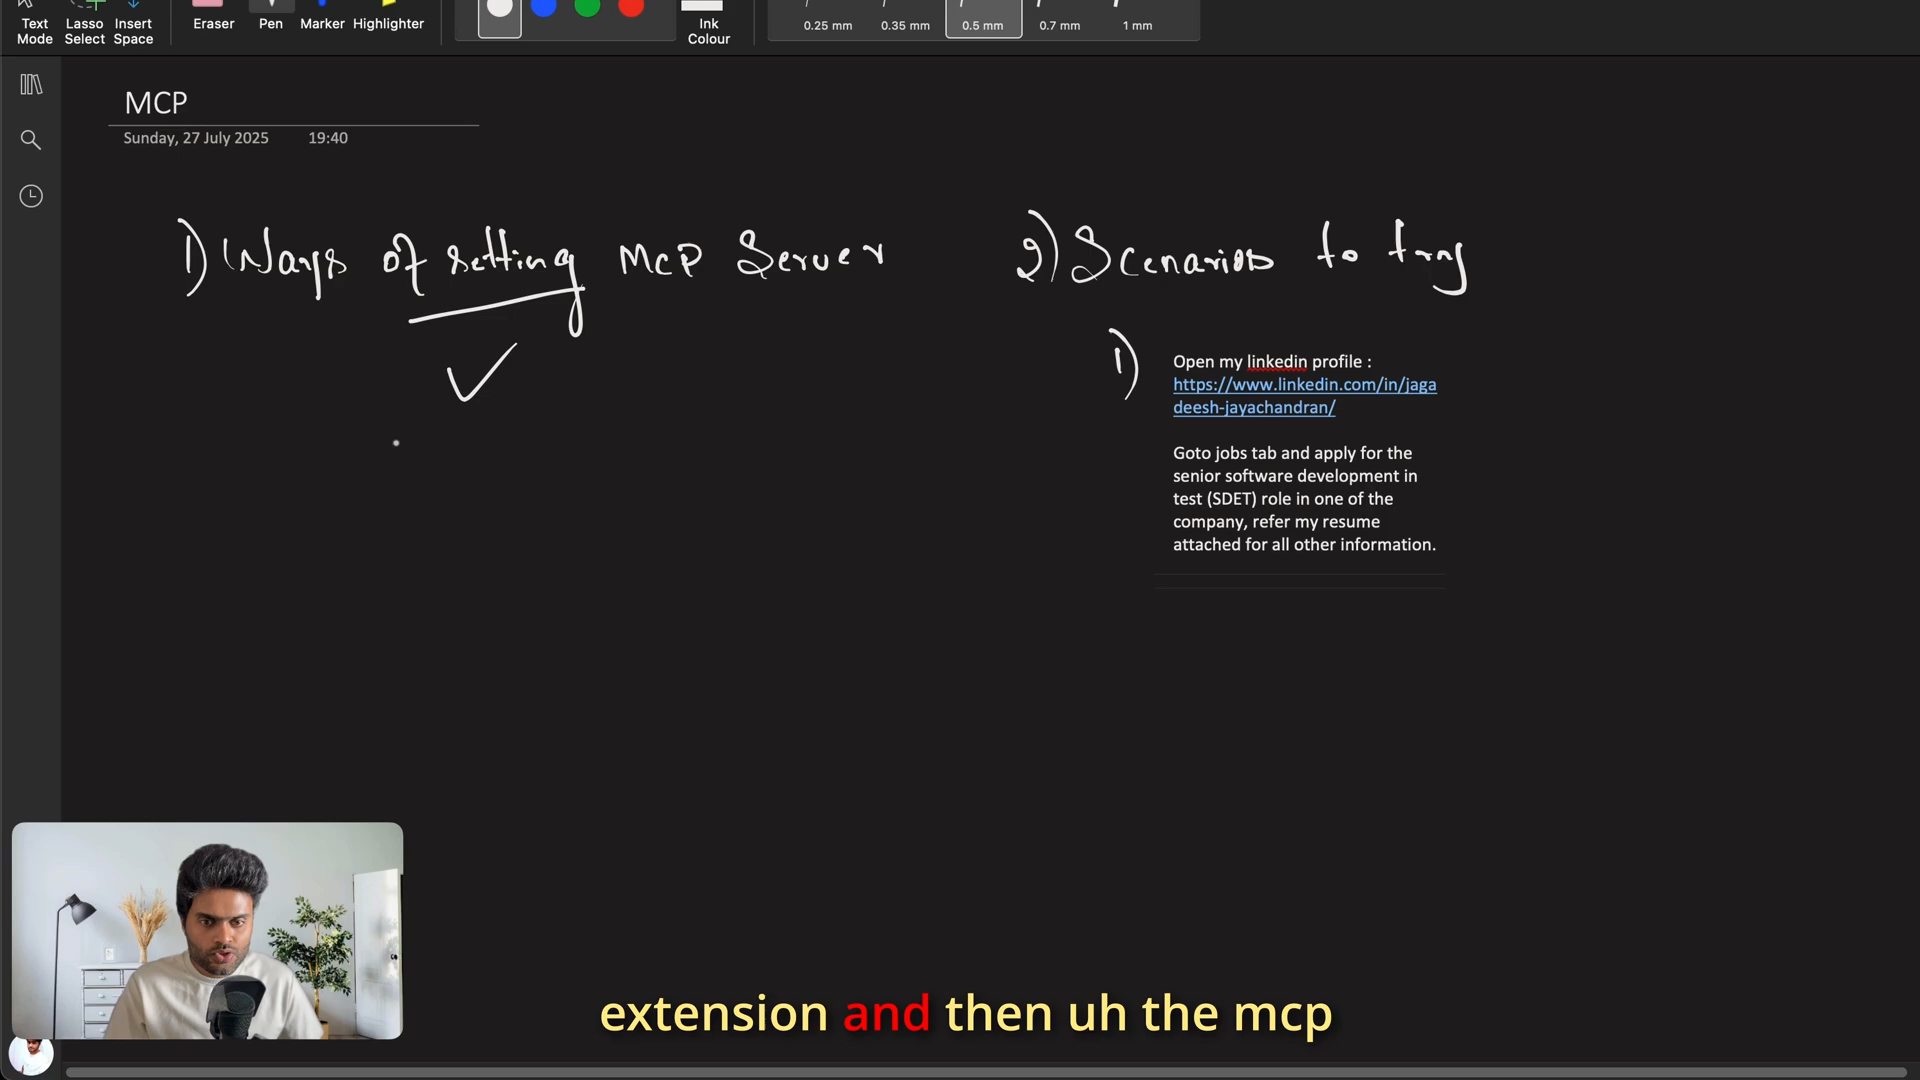 Text Mode
Lasso Select
Insert Space
Eraser
Pen
Marker
Highlighter
Ink Colour
0.25 mm
0.35 mm
0.5 mm
0.7 mm
1 mm
MCP
Sunday, 27 July 2025 19:40
1) Ways of setting MCP Server
2) Scenarios to try
1)
Open my linkedin profile :
https://www.linkedin.com/in/jaga
deesh-jayachandran/
Goto jobs tab and apply for the
senior software development in
test (SDET) role in one of the
company, refer my resume
attached for all other information.
extension and then uh the mcp